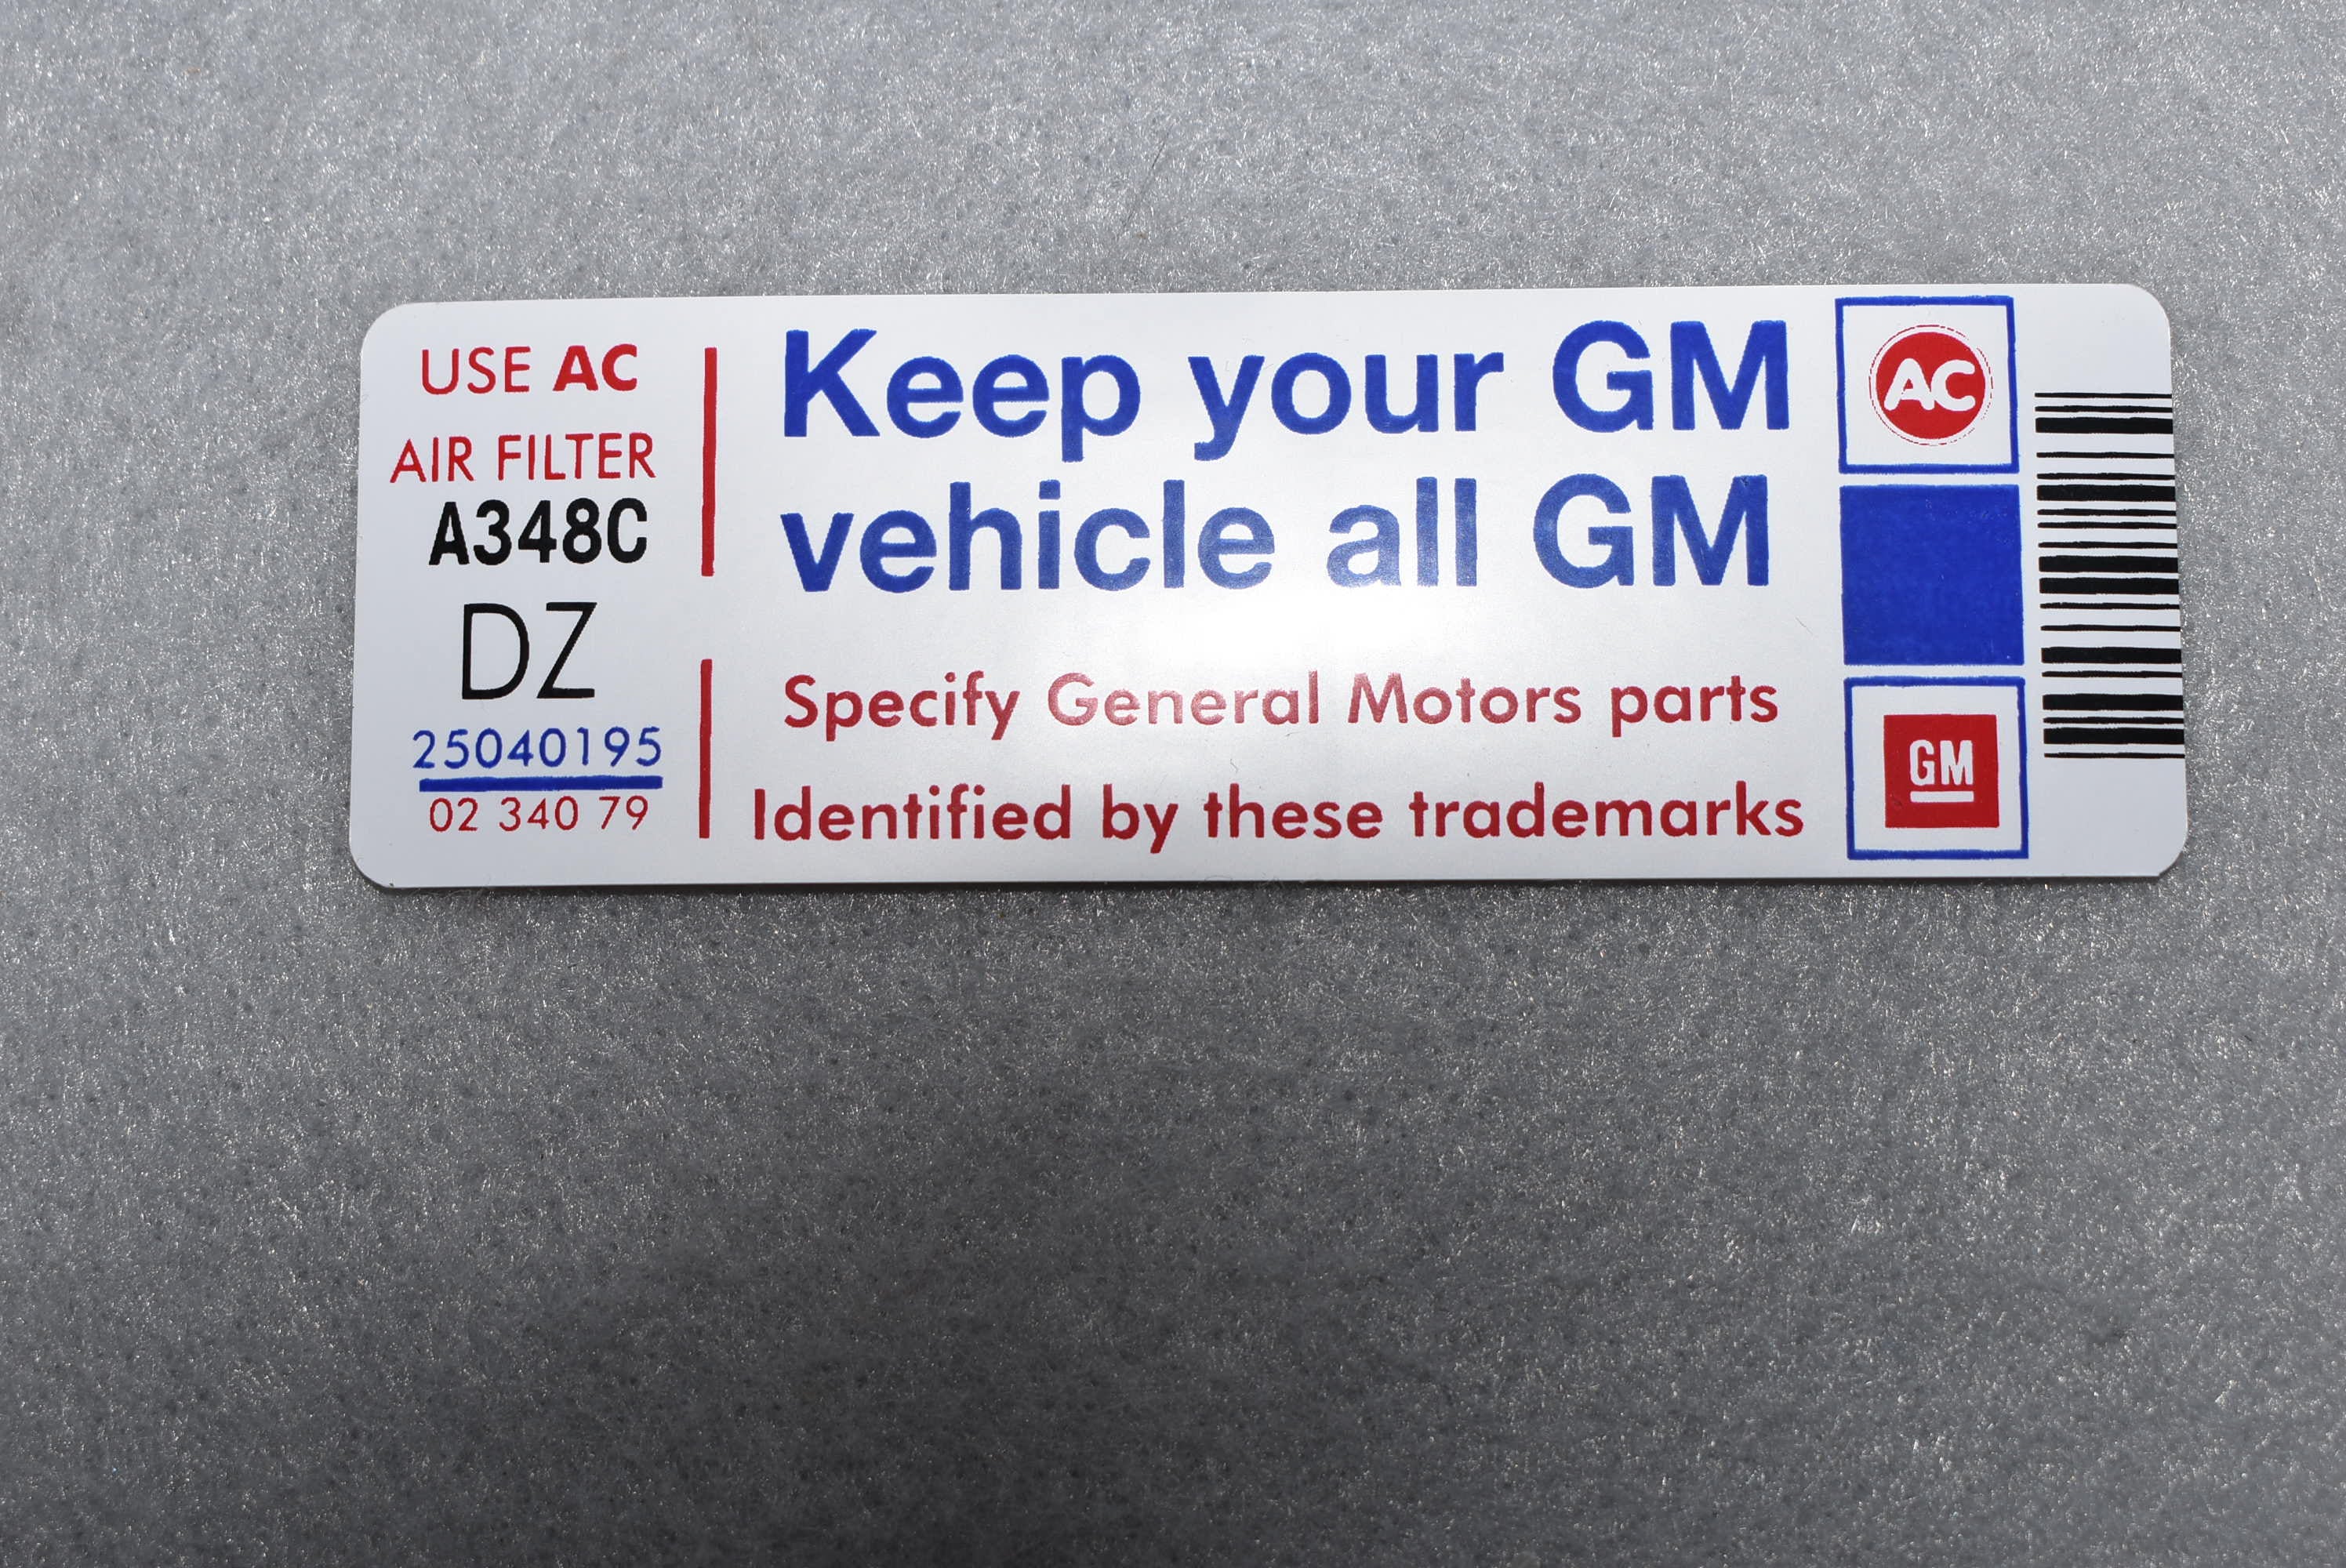 USE AC
AIR FILTER
A348C
DZ
25040195
02 340 79
Keep your GM
vehicle all GM
Specify General Motors parts
Identified by these trademarks
AC
GM